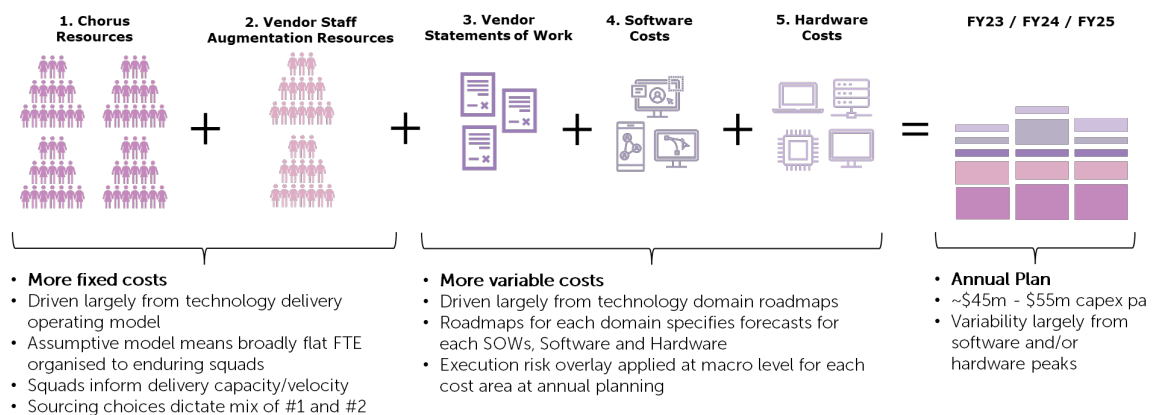 1. Chorus
Resources
2. Vendor Staff
Augmentation Resources
3. Vendor
Statements of Work
4. Software
Costs
5. Hardware
Costs
FY23 / FY24 / FY25
+
+
+
+
=
• More fixed costs
• Driven largely from technology delivery
operating model
• Assumptive model means broadly flat FTE
organised to enduring squads
• Squads inform delivery capacity/velocity
• Sourcing choices dictate mix of #1 and #2
• More variable costs
• Driven largely from technology domain roadmaps
• Roadmaps for each domain specifies forecasts for
each SOWs, Software and Hardware
• Execution risk overlay applied at macro level for each
cost area at annual planning
• Annual Plan
• ~$45m - $55m capex pa
• Variability largely from
software and/or
hardware peaks